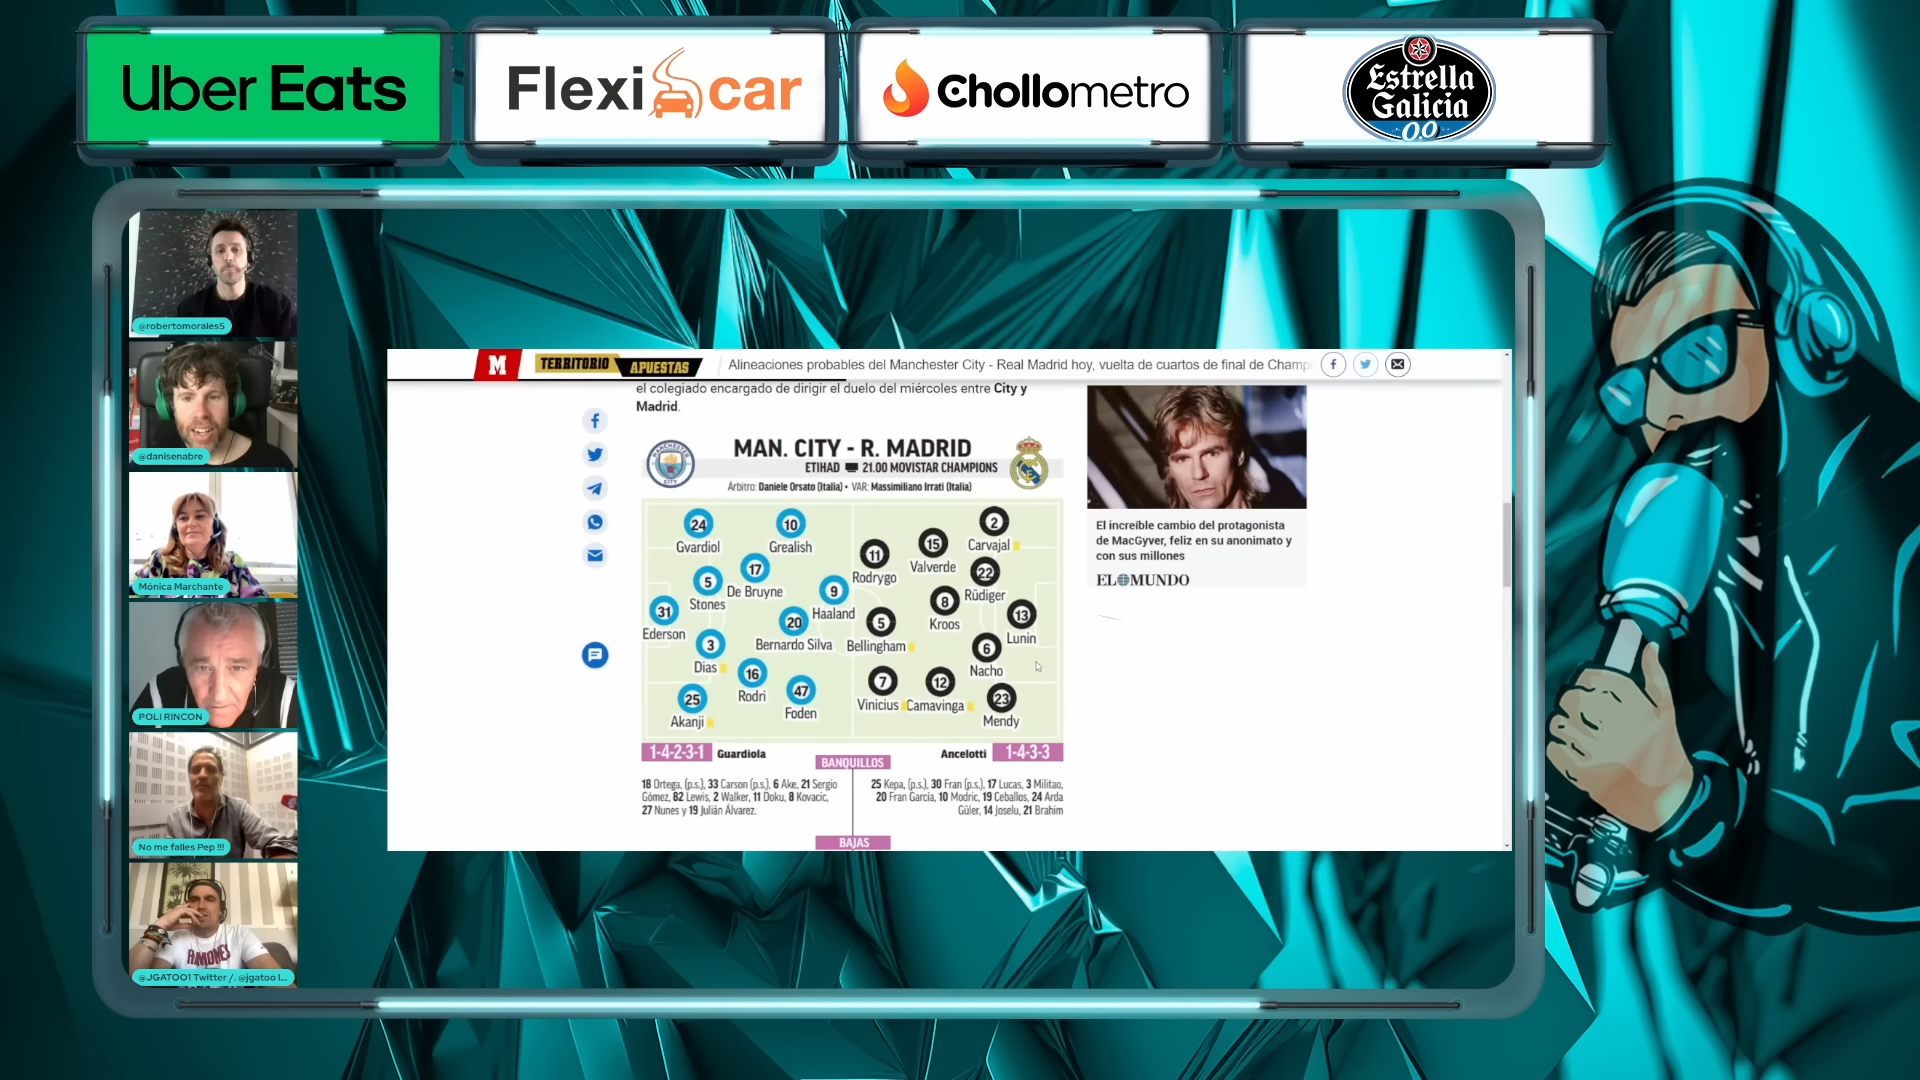 Uber Eats
Flexicar
Chollometro
Estrella
Galicia
0,0
@robertomorales5
@danisenabre
Mónica Marchante
POLI RINCON
No me falles Pep !!!
RAMONES
@JGATOO1 Twitter /. @jgatoo I...
M
TERRITORIO
APUESTAS
Alineaciones probables del Manchester City - Real Madrid hoy, vuelta de cuartos de final de Champi
el colegiado encargado de dirigir el duelo del miércoles entre City y
Madrid.
MAN. CITY - R. MADRID
ETIHAD 21.00 MOVISTAR CHAMPIONS
Árbitro: Daniele Orsato (Italia) • VAR: Massimiliano Irrati (Italia)
MANCHESTER
CITY
24
Gvardiol
10
Grealish
5
Stones
17
De Bruyne
9
Haaland
31
Ederson
20
Bernardo Silva
3
Dias
16
Rodri
47
Foden
25
Akanji
2
Carvajal
15
Valverde
11
Rodrygo
22
Rüdiger
8
Kroos
13
Lunin
5
Bellingham
6
Nacho
7
Vinicius
12
Camavinga
23
Mendy
1-4-2-3-1 Guardiola
Ancelotti 1-4-3-3
BANQUILLOS
18 Ortega, (p.s.), 33 Carson (p.s.), 6 Ake, 21 Sergio
Gómez, 82 Lewis, 2 Walker, 11 Doku, 8 Kovacic,
27 Nunes y 19 Julián Álvarez.
25 Kepa, (p.s.), 30 Fran (p.s.), 17 Lucas, 3 Militao,
20 Fran García, 10 Modric, 19 Ceballos, 24 Arda
Güler, 14 Joselu, 21 Brahim
BAJAS
El increíble cambio del protagonista
de MacGyver, feliz en su anonimato y
con sus millones
EL MUNDO